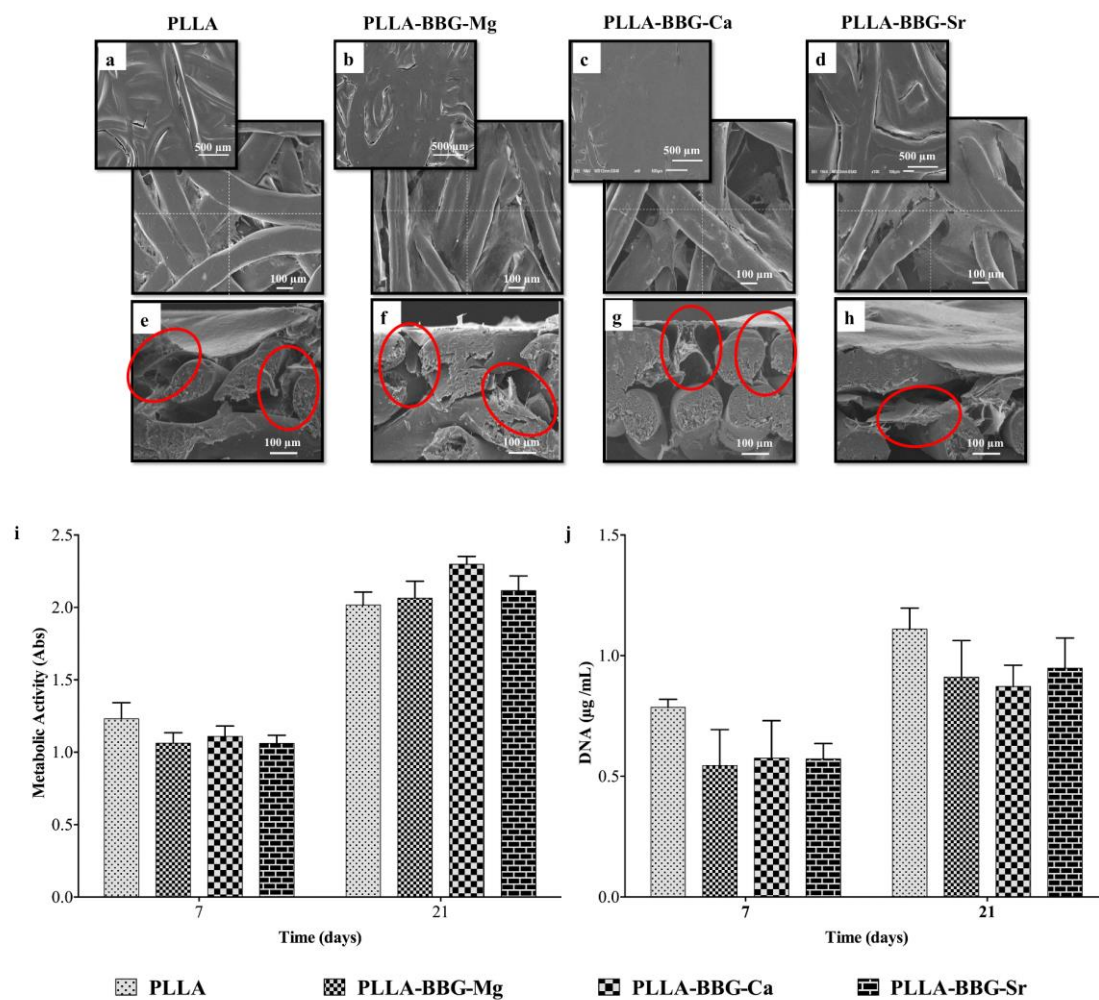 PLLA PLLA-BBG-Mg PLLA-BBG-Ca PLLA-BBG-Sr
a b c d
500 µm 500 µm 500 µm 500 µm
100 µm 100 µm 100 µm 100 µm
e f g h
100 µm 100 µm 100 µm 100 µm
i j
2.5
2.0
1.5
1.0
0.5
0.0
Metabolic Activity (Abs)
7 21
Time (days)
1.5
1.0
0.5
0.0
DNA (µg /mL)
7 21
Time (days)
PLLA PLLA-BBG-Mg PLLA-BBG-Ca PLLA-BBG-Sr